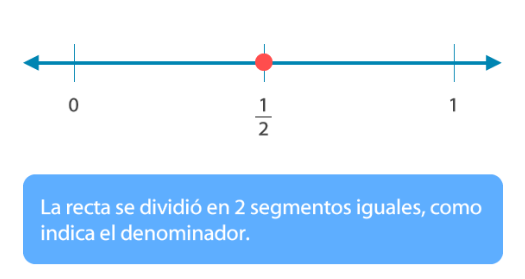 0 1/2 1
La recta se dividió en 2 segmentos iguales, como
indica el denominador.